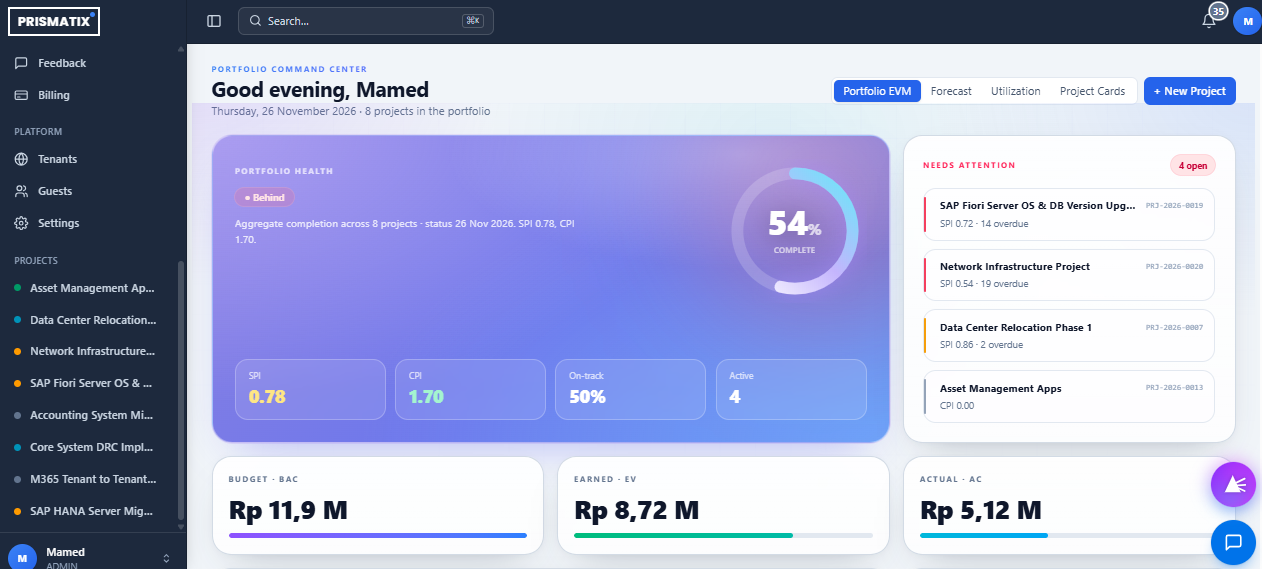 PRISMATIX
Search...
⌘K
35
M
Feedback
Billing
PLATFORM
Tenants
Guests
Settings
PROJECTS
Asset Management Ap...
Data Center Relocation...
Network Infrastructure...
SAP Fiori Server OS & ...
Accounting System Mi...
Core System DRC Impl...
M365 Tenant to Tenant...
SAP HANA Server Mig...
M
Mamed
ADMIN
PORTFOLIO COMMAND CENTER
Good evening, Mamed
Thursday, 26 November 2026 · 8 projects in the portfolio
Portfolio EVM
Forecast
Utilization
Project Cards
+ New Project
PORTFOLIO HEALTH
Behind
Aggregate completion across 8 projects · status 26 Nov 2026. SPI 0.78, CPI
1.70.
54%
COMPLETE
SPI
0.78
CPI
1.70
On-track
50%
Active
4
NEEDS ATTENTION
4 open
SAP Fiori Server OS & DB Version Upg...
PRJ-2026-0019
SPI 0.72 · 14 overdue
Network Infrastructure Project
PRJ-2026-0020
SPI 0.54 · 19 overdue
Data Center Relocation Phase 1
PRJ-2026-0007
SPI 0.86 · 2 overdue
Asset Management Apps
PRJ-2026-0013
CPI 0.00
BUDGET · BAC
Rp 11,9 M
EARNED · EV
Rp 8,72 M
ACTUAL · AC
Rp 5,12 M